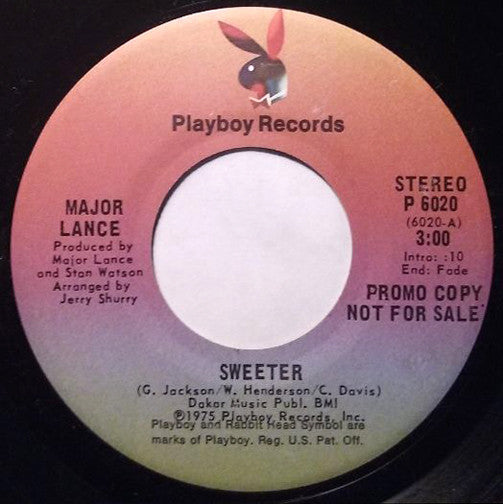 Playboy Records
MAJOR
LANCE
Produced by
Major Lance
and Stan Watson
Arranged by
Jerry Shurry
STEREO
P 6020
(6020-A)
3:00
Intro: :10
End: Fade
PROMO COPY
NOT FOR SALE
SWEETER
(G. Jackson/W. Henderson/C. Davis)
Dakar Music Publ. BMI
℗1975 Playboy Records, Inc.
Playboy and Rabbit Head Symbol are
marks of Playboy. Reg. U.S. Pat. Off.